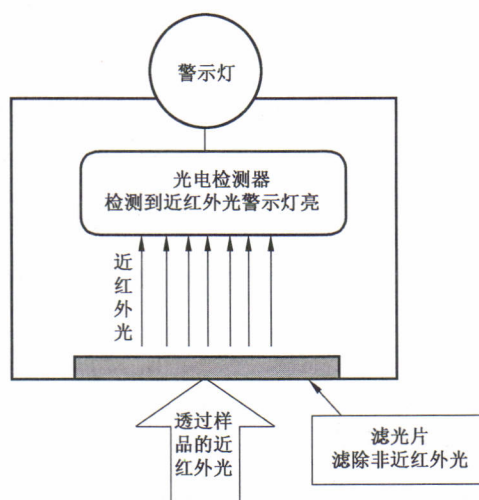 警示灯
光电检测器
检测到近红外光警示灯亮
近
红
外
光
透过样
品的近
红外光
滤光片
滤除非近红外光